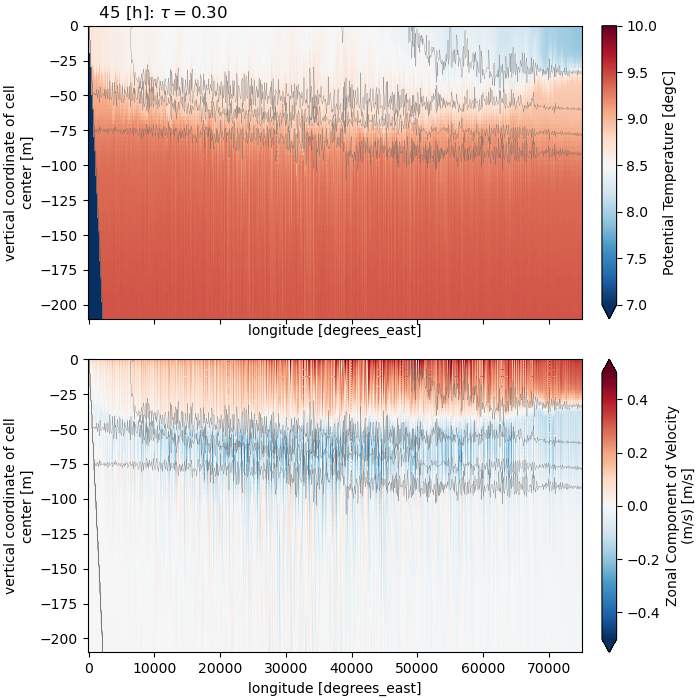 45 [h]: τ = 0.30
0
−25
−50
−75
−100
−125
−150
−175
−200
vertical coordinate of cell
center [m]
longitude [degrees_east]
10.0
9.5
9.0
8.5
8.0
7.5
7.0
Potential Temperature [degC]
0
−25
−50
−75
−100
−125
−150
−175
−200
vertical coordinate of cell
center [m]
0 10000 20000 30000 40000 50000 60000 70000
longitude [degrees_east]
0.4
0.2
0.0
−0.2
−0.4
Zonal Component of Velocity
(m/s) [m/s]